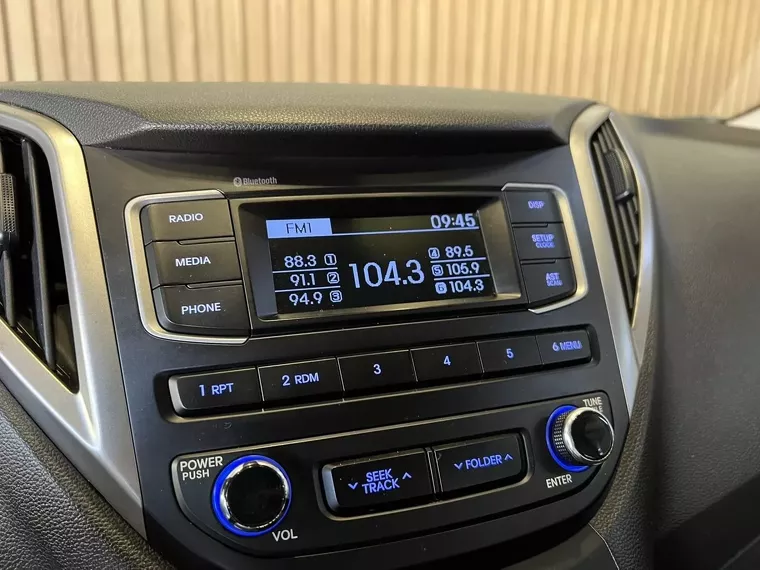 Bluetooth
RADIO
MEDIA
PHONE
FM1 09:45
88.3 1
91.1 2
94.9 3
104.3
4 89.5
5 105.9
6 104.3
DISP
SETUP
CLOCK
AST
SCAN
1 RPT
2 RDM
3
4
5
6 MENU
POWER
PUSH
VOL
SEEK
TRACK
FOLDER
TUNE
ENTER